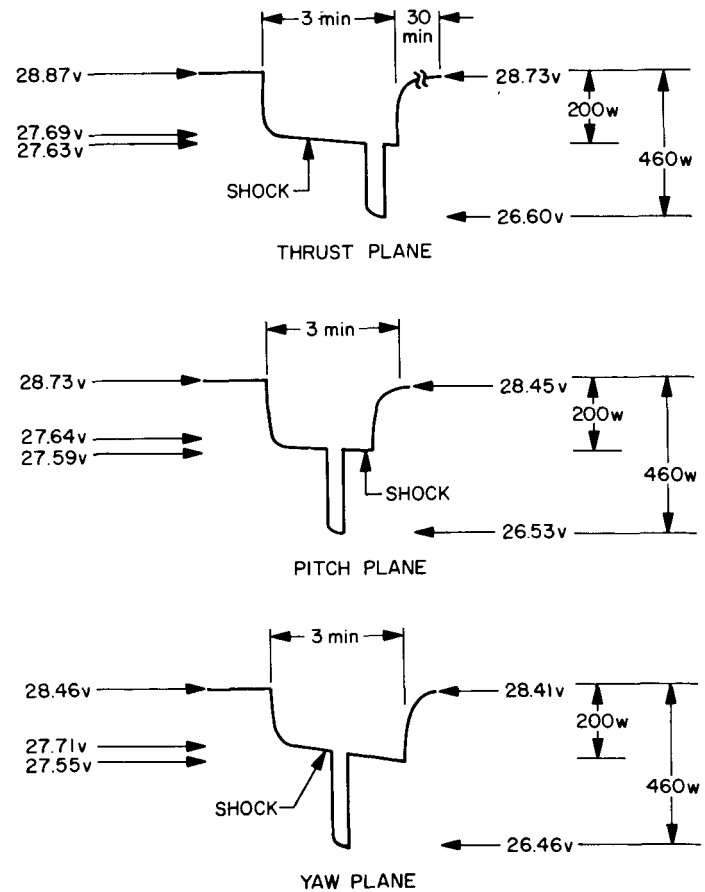 3 min
30 min
28.87v
28.73v
27.69v
27.63v
200w
460w
SHOCK
26.60v
THRUST PLANE
3 min
28.73v
28.45v
200w
27.64v
27.59v
460w
SHOCK
26.53v
PITCH PLANE
3 min
28.46v
28.41v
200w
27.71v
27.55v
460w
SHOCK
26.46v
YAW PLANE